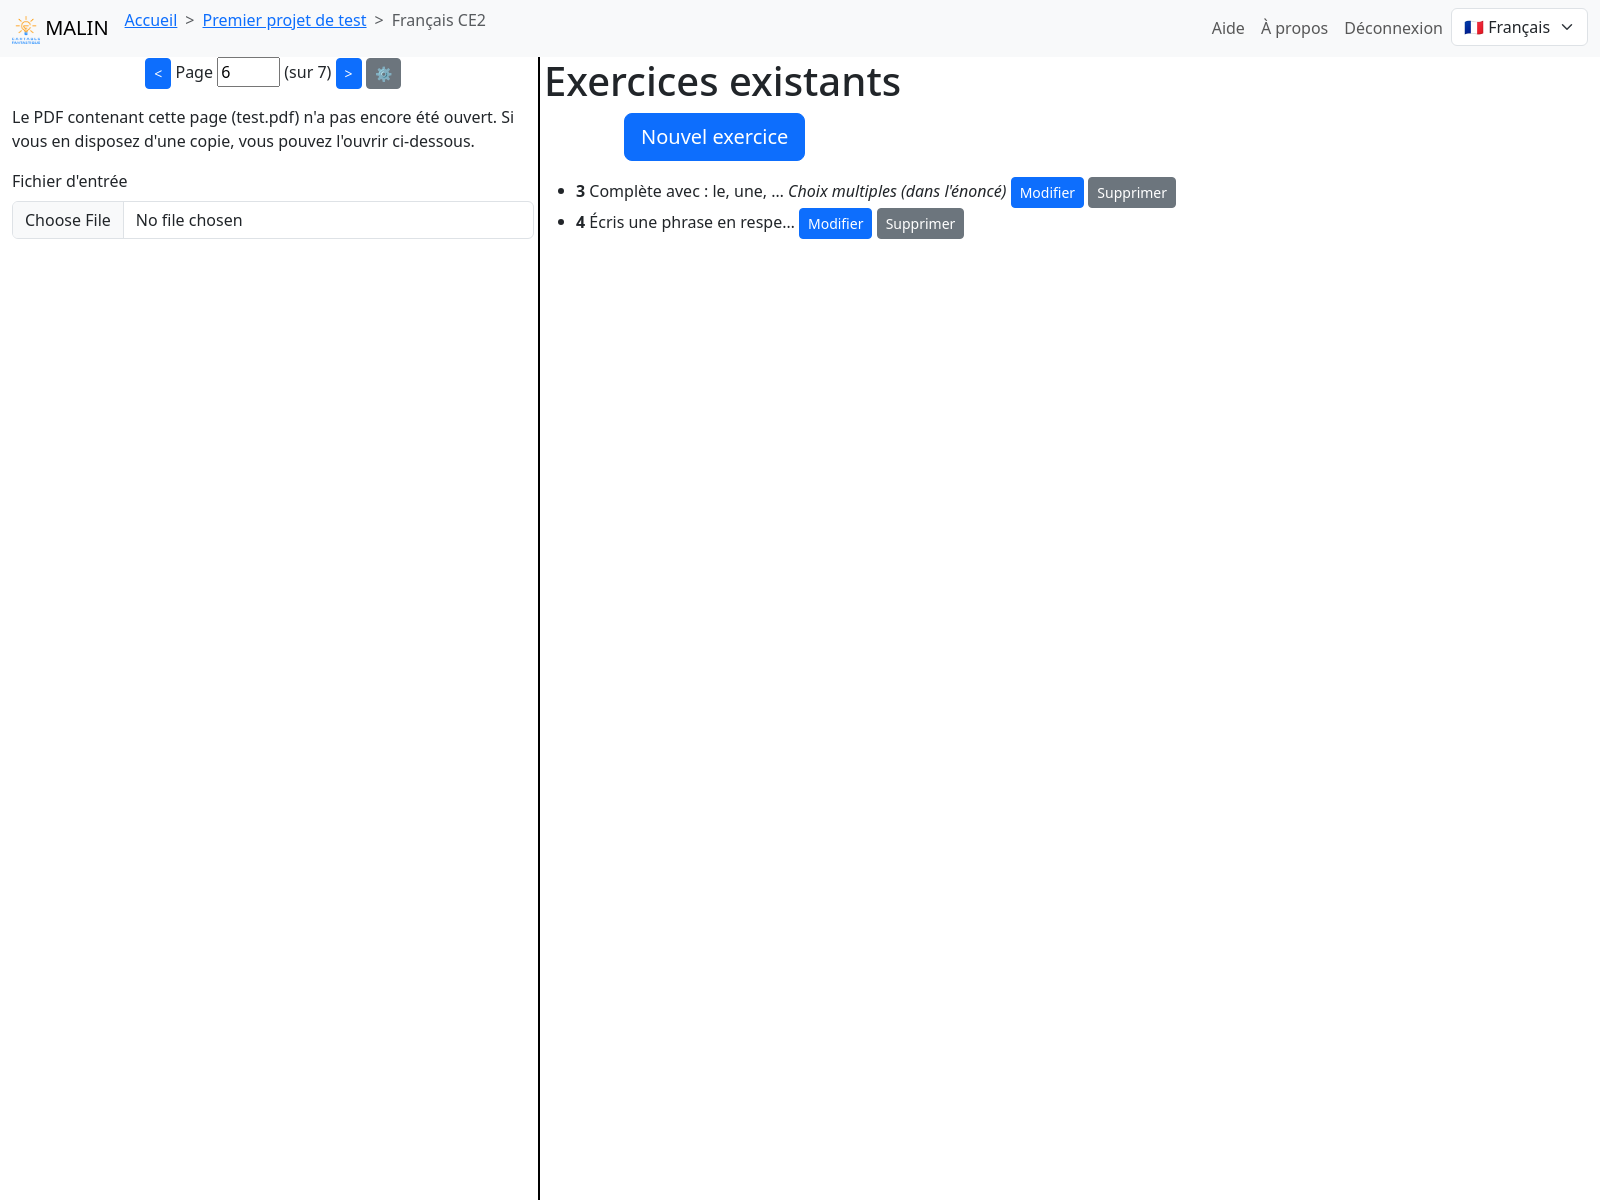 MALIN
Accueil > Premier projet de test > Français CE2
Aide À propos Déconnexion 🇫🇷 Français
< Page 6 (sur 7) > ⚙️
Le PDF contenant cette page (test.pdf) n'a pas encore été ouvert. Si
vous en disposez d'une copie, vous pouvez l'ouvrir ci-dessous.
Fichier d'entrée
Choose File No file chosen
Exercices existants
Nouvel exercice
• 3 Complète avec : le, une, … Choix multiples (dans l'énoncé) Modifier Supprimer
• 4 Écris une phrase en respe… Modifier Supprimer